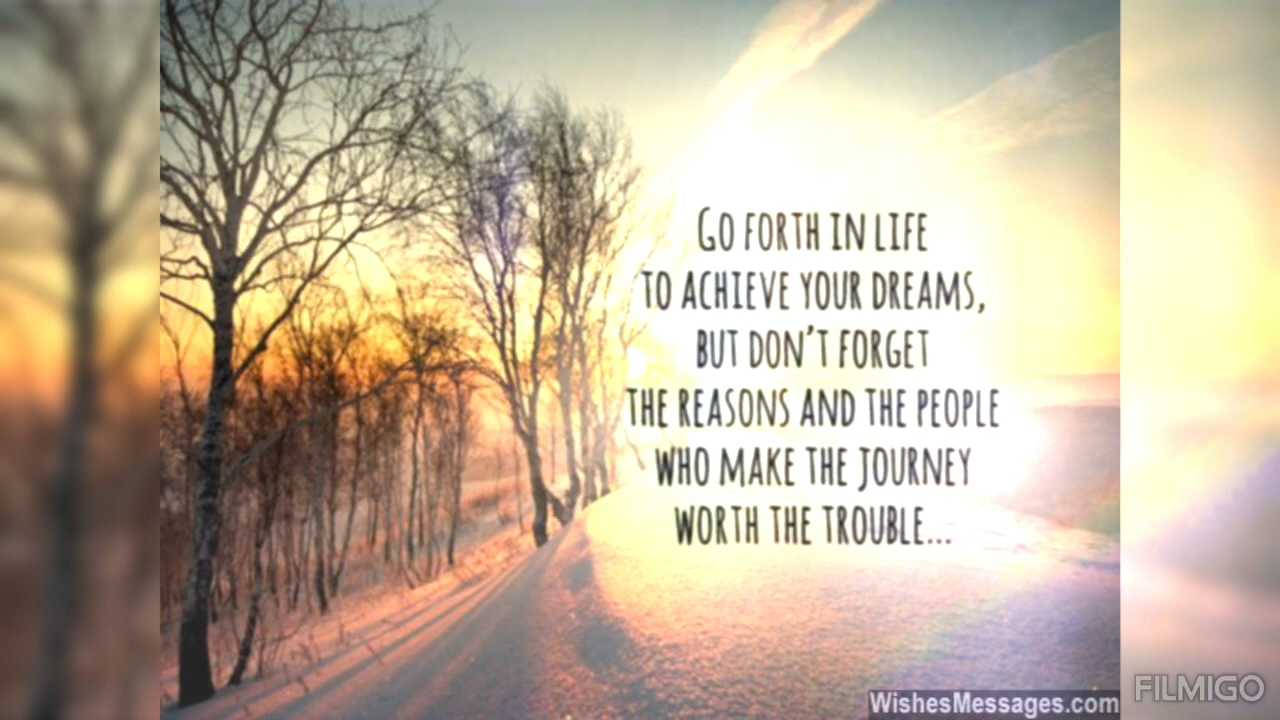 GO FORTH IN LIFE
TO ACHIEVE YOUR DREAMS,
BUT DON'T FORGET
THE REASONS AND THE PEOPLE
WHO MAKE THE JOURNEY
WORTH THE TROUBLE...
WishesMessages.com
FILMIGO